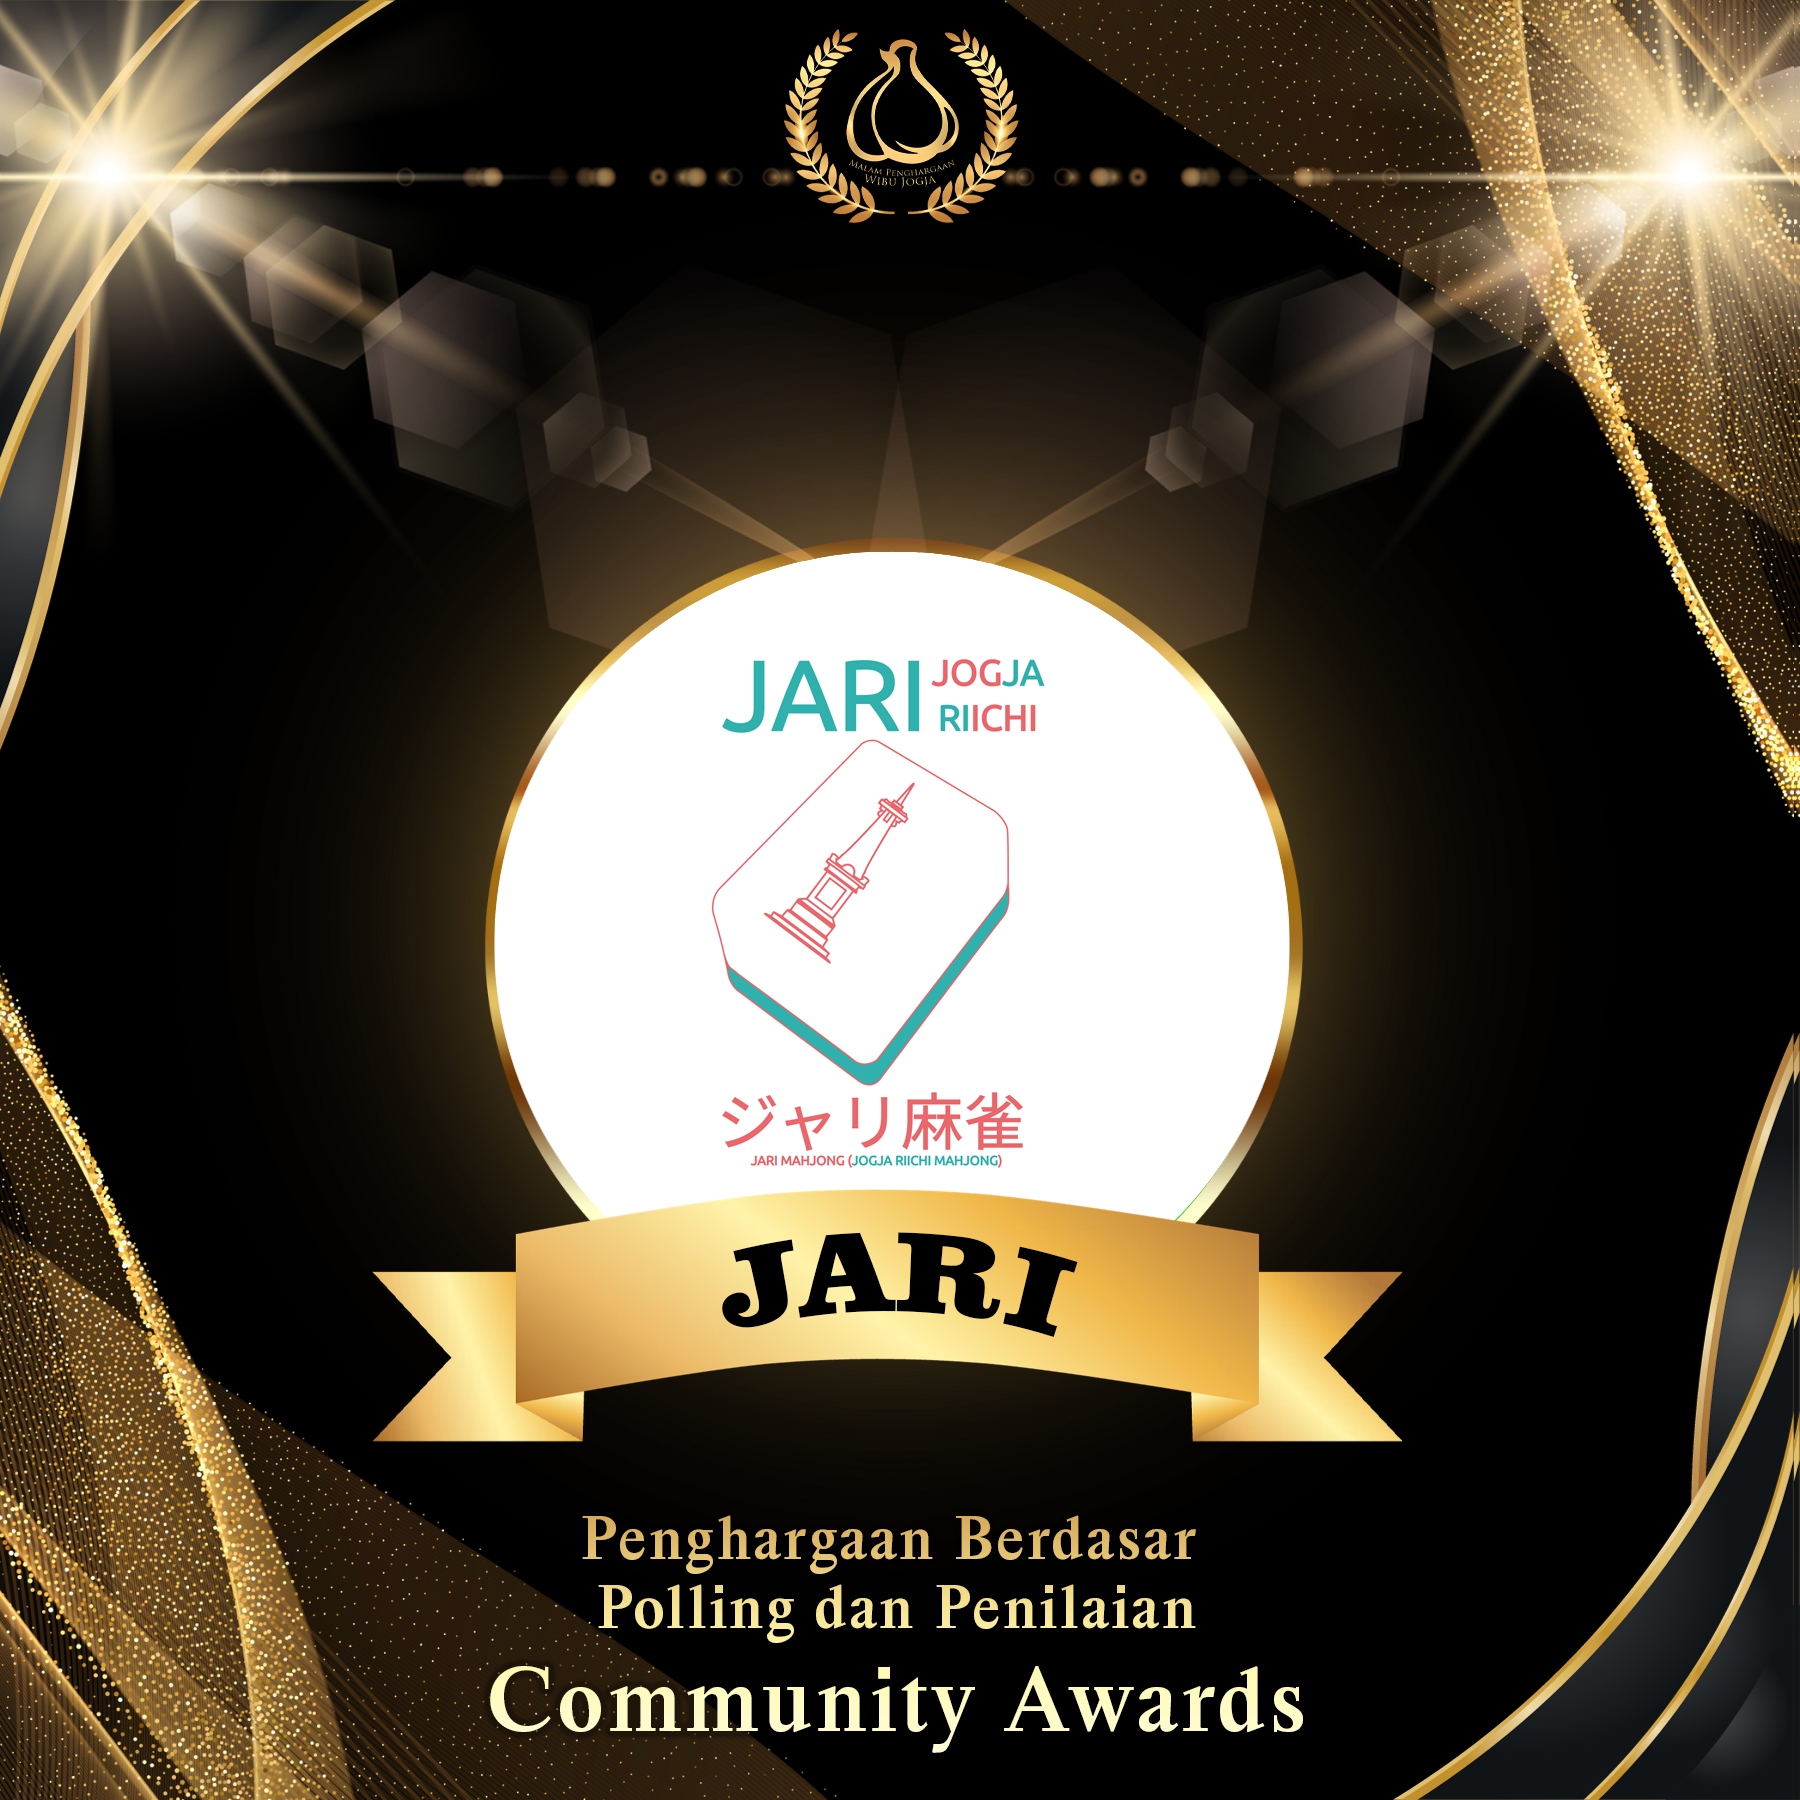 MALAM PENGHARGAAN
WIBU JOGJA
JARI JOGJA
RIICHI
ジャリ麻雀
JARI MAHJONG (JOGJA RIICHI MAHJONG)
JARI
Penghargaan Berdasar
Polling dan Penilaian
Community Awards